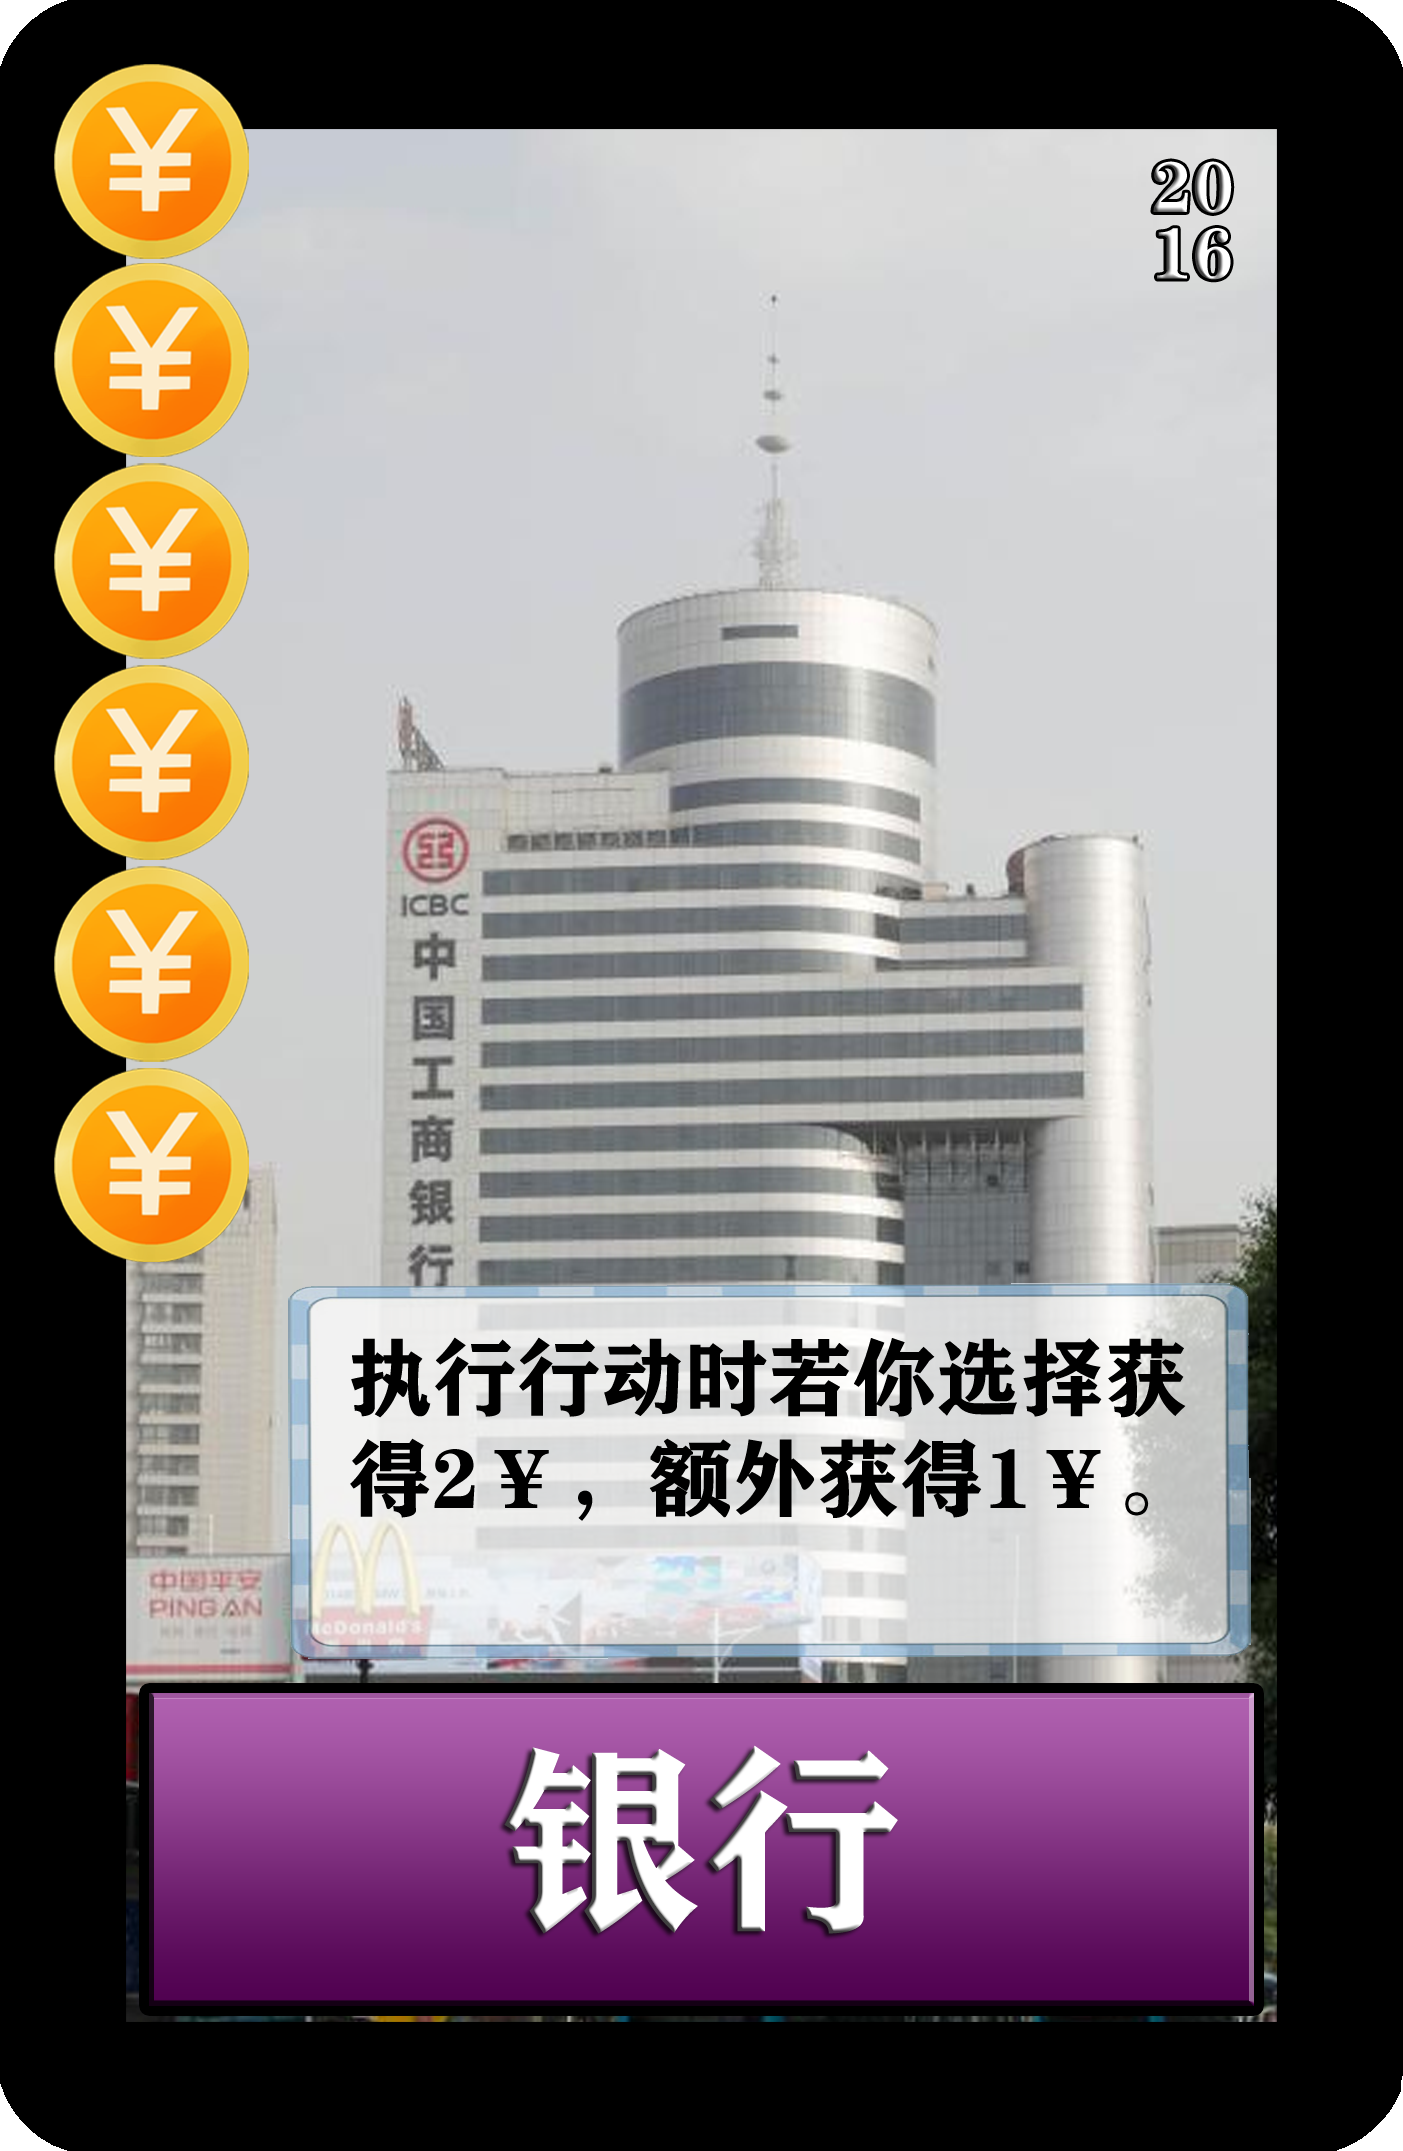 ¥
¥
¥
¥
¥
¥
20
16
ICBC
中
国
工
商
银
行
执行行动时若你选择获
得2¥，额外获得1¥。
中国平安
PING AN
McDonald's
银行